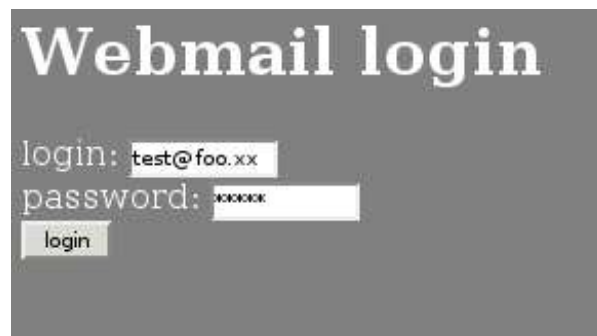 Webmail login
login: test@foo.xx
password: *****
login